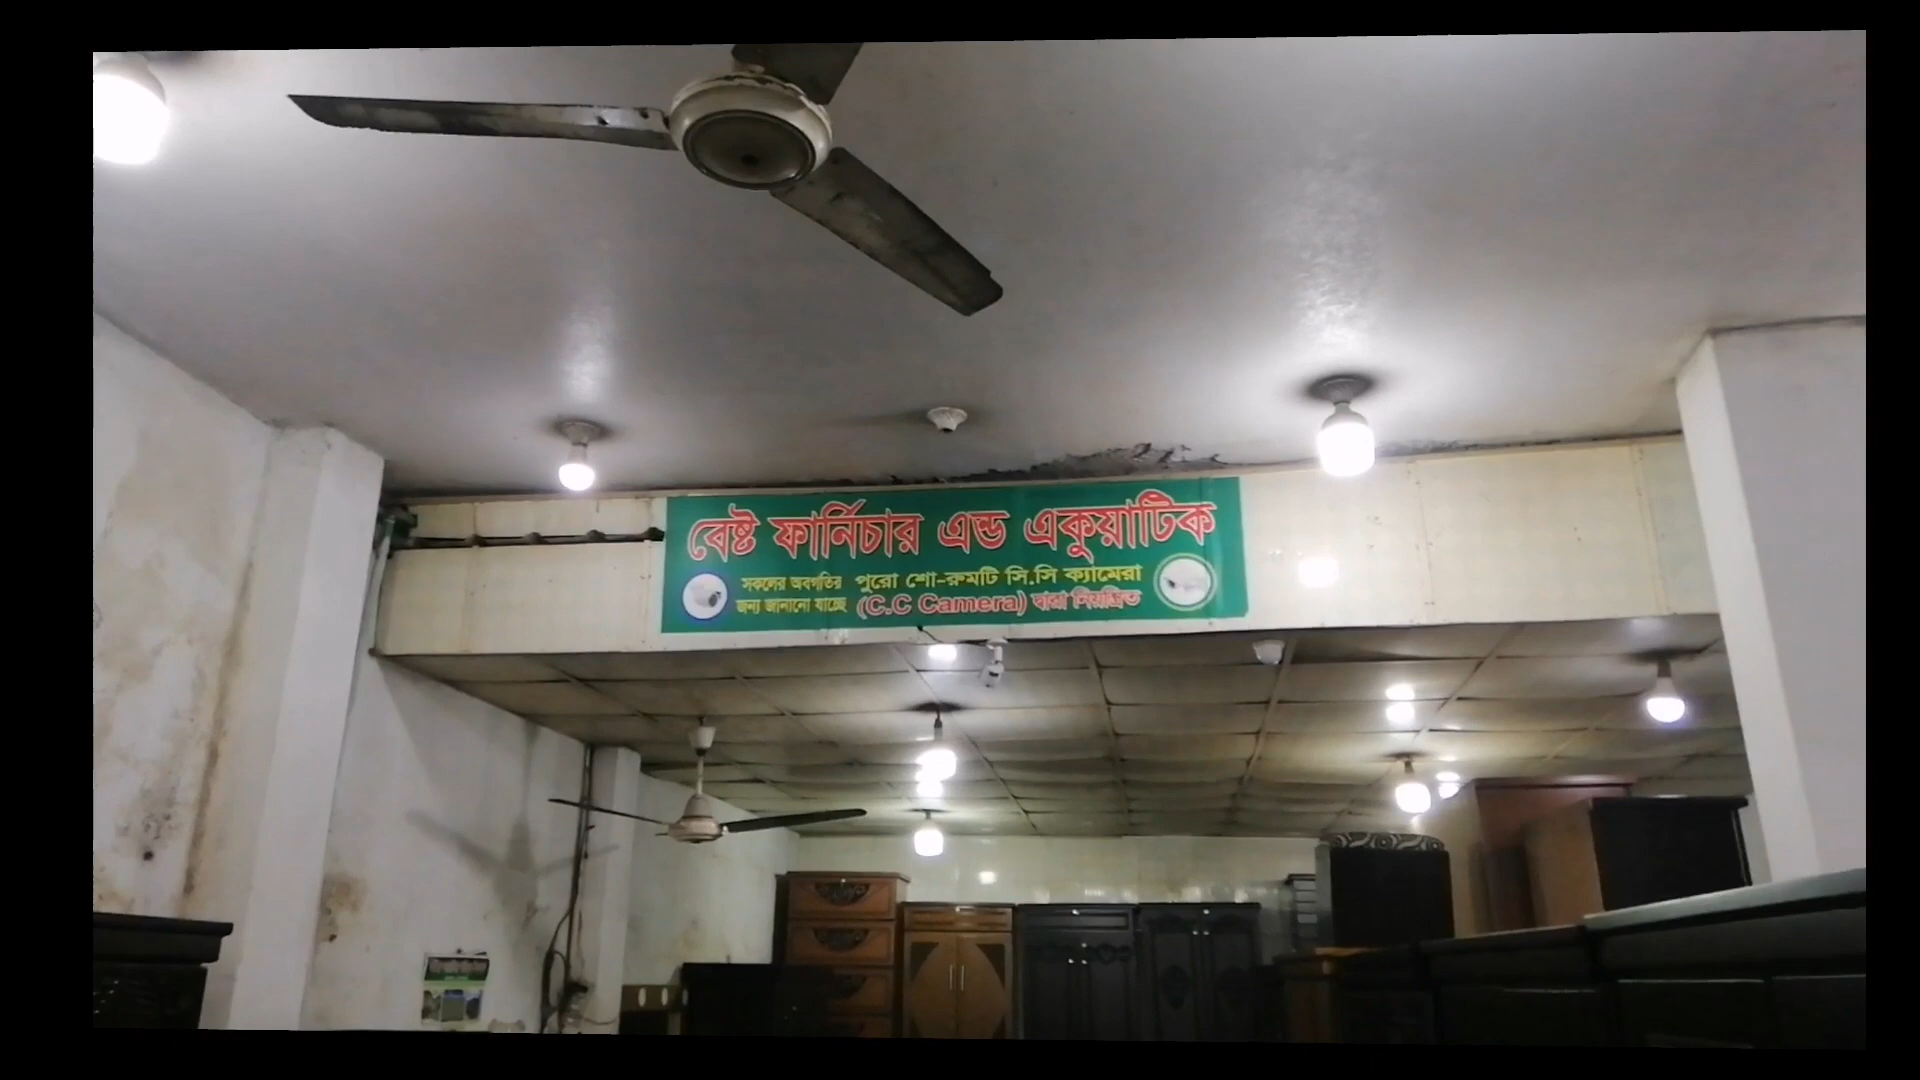 বেষ্ট ফার্নিচার এন্ড একুয়াটিক
সকলের অবগতির
জন্য জানানো যাচ্ছে
পুরো শো-রুমটি সি.সি ক্যামেরা
(C.C Camera) দ্বারা নিয়ন্ত্রিত